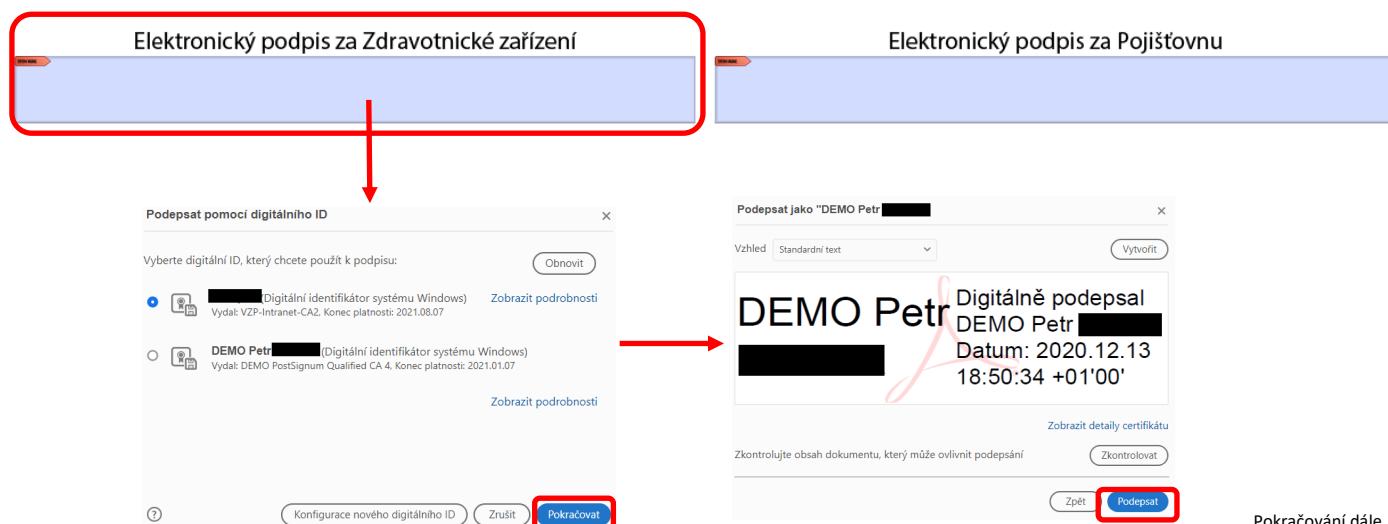 Elektronický podpis za Zdravotnické zařízení
Elektronický podpis za Pojišťovnu
Podepsat pomocí digitálního ID
Vyberte digitální ID, který chcete použít k podpisu:
Obnovit
(Digitální identifikátor systému Windows)
Zobrazit podrobnosti
Vydal: VZP-Intranet-CA2, Konec platnosti: 2021.08.07
DEMO Petr (Digitální identifikátor systému Windows)
Vydal: DEMO PostSignum Qualified CA 4, Konec platnosti: 2021.01.07
Zobrazit podrobnosti
Konfigurace nového digitálního ID
Zrušit
Pokračovat
Podepsat jako "DEMO Petr
Vzhled
Standardní text
Vytvořit
DEMO Petr
Digitálně podepsal
DEMO Petr
Datum: 2020.12.13
18:50:34 +01'00'
Zobrazit detaily certifikátu
Zkontrolujte obsah dokumentu, který může ovlivnit podepsání
Zkontrolovat
Zpět
Podepsat
Pokračování dále